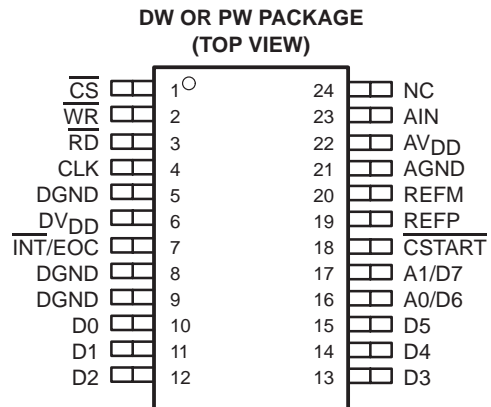 DW OR PW PACKAGE
(TOP VIEW)
CS 1 24 NC
WR 2 23 AIN
RD 3 22 AVDD
CLK 4 21 AGND
DGND 5 20 REFM
DVDD 6 19 REFP
INT/EOC 7 18 CSTART
DGND 8 17 A1/D7
DGND 9 16 A0/D6
D0 10 15 D5
D1 11 14 D4
D2 12 13 D3